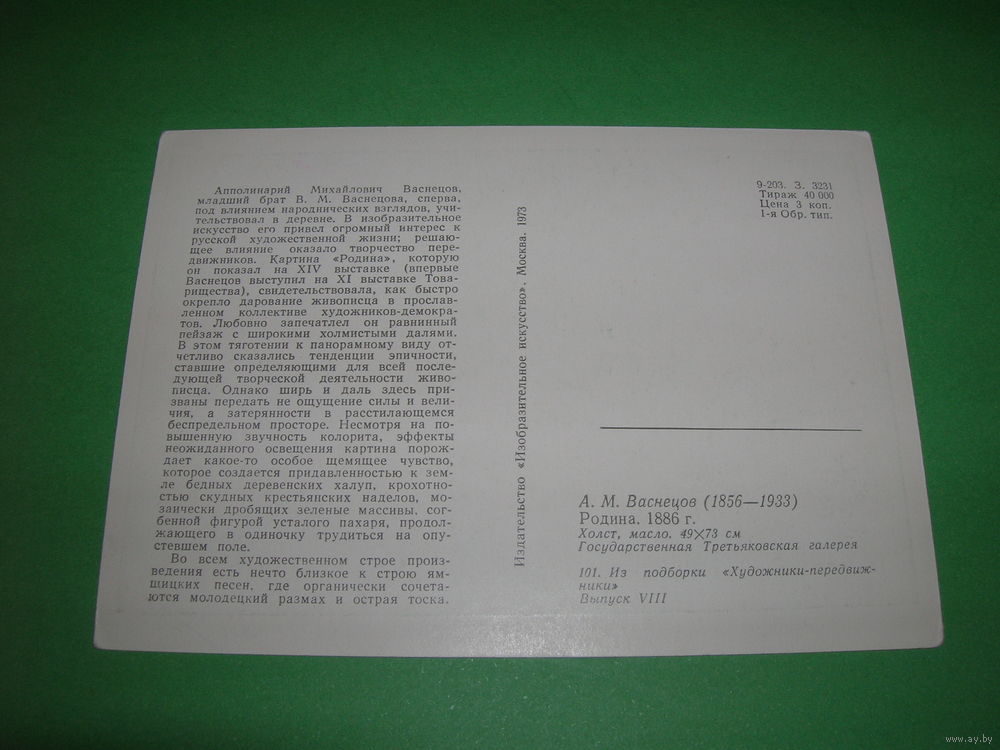 Апполинарий Михайлович Васнецов,
младший брат В. М. Васнецова, сперва,
под влиянием народнических взглядов, учи-
тельствовал в деревне. В изобразительное
искусство его привел огромный интерес к
русской художественной жизни; решаю-
щее влияние оказало творчество пере-
движников. Картина «Родина», которую
он показал на XIV выставке (впервые
Васнецов выступил на XI выставке Това-
рищества), свидетельствовала, как быстро
окрепло дарование живописца в прослав-
ленном коллективе художников-демокра-
тов. Любовно запечатлел он равнинный
пейзаж с широкими холмистыми далями.
В этом тяготении к панорамному виду от-
четливо сказались тенденции эпичности,
ставшие определяющими для всей после-
дующей творческой деятельности живо-
писца. Однако ширь и даль здесь при-
званы передать не ощущение силы и вели-
чия, а затерянности в расстилающемся
беспредельном просторе. Несмотря на по-
вышенную звучность колорита, эффекты
неожиданного освещения картина порож-
дает какое-то особое щемящее чувство,
которое создается придавленностью к зем-
ле бедных деревенских халуп, крохотно-
стью скудных крестьянских наделов, мо-
заически дробящих зеленые массивы, сог-
бенной фигурой усталого пахаря, продол-
жающего в одиночку трудиться на опу-
стевшем поле.
Во всем художественном строе произ-
ведения есть нечто близкое к строю ям-
щицких песен, где органически сочета-
ются молодецкий размах и острая тоска.
Издательство «Изобразительное искусство». Москва. 1973
9-203. З. 3231
Тираж 40 000
Цена 3 коп.
1-я Обр. тип.
А. М. Васнецов (1856—1933)
Родина. 1886 г.
Холст, масло. 49×73 см
Государственная Третьяковская галерея
101. Из подборки «Художники-передвиж-
ники»
Выпуск VIII
www.ay.by